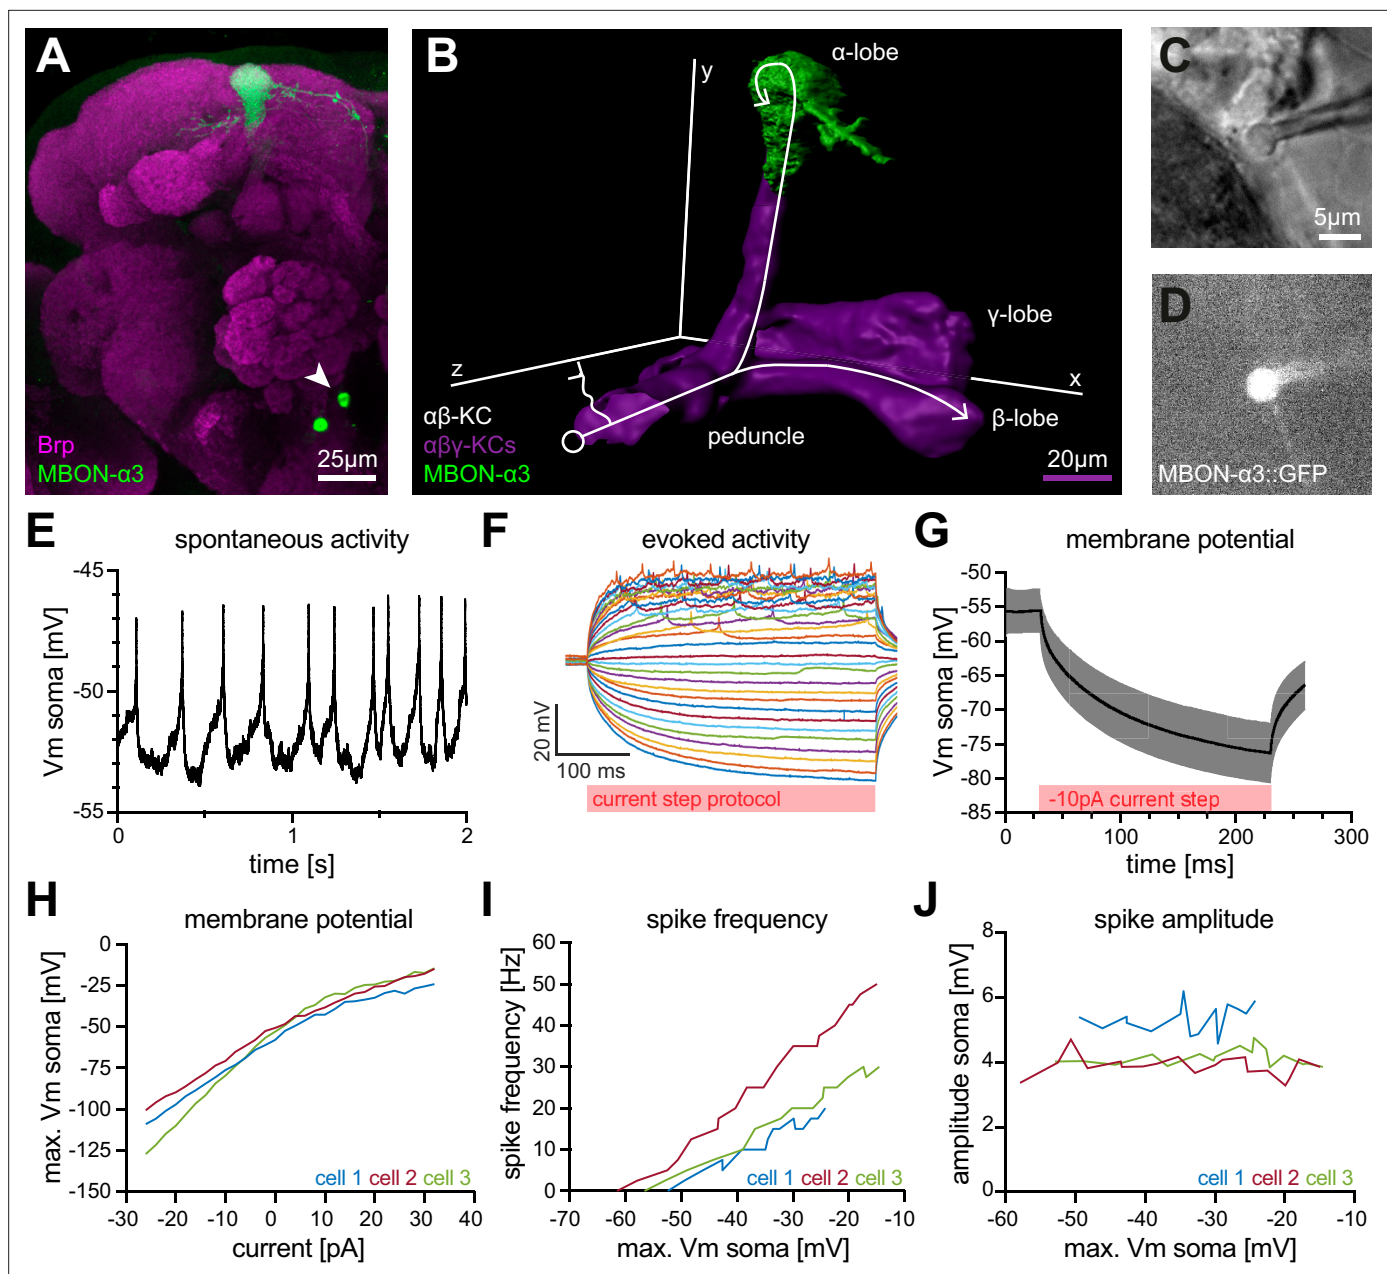 A
Brp
MBON-α3
25µm
B
α-lobe
y
γ-lobe
z
x
β-lobe
αβ-KC
αβγ-KCs
MBON-α3
peduncle
20µm
C
5µm
D
MBON-α3::GFP
E
spontaneous activity
Vm soma [mV]
-45
-50
-55
0
1
2
time [s]
F
evoked activity
20 mV
100 ms
current step protocol
G
membrane potential
Vm soma [mV]
-50
-55
-60
-65
-70
-75
-80
-85
-10pA current step
0
100
200
300
time [ms]
H
membrane potential
max. Vm soma [mV]
0
-25
-50
-75
-100
-125
-150
cell 1 cell 2 cell 3
-30
-20
-10
0
10
20
30
40
current [pA]
I
spike frequency
spike frequency [Hz]
60
50
40
30
20
10
0
cell 1 cell 2 cell 3
-70
-60
-50
-40
-30
-20
-10
max. Vm soma [mV]
J
spike amplitude
amplitude soma [mV]
8
6
4
2
0
cell 1 cell 2 cell 3
-60
-50
-40
-30
-20
-10
max. Vm soma [mV]